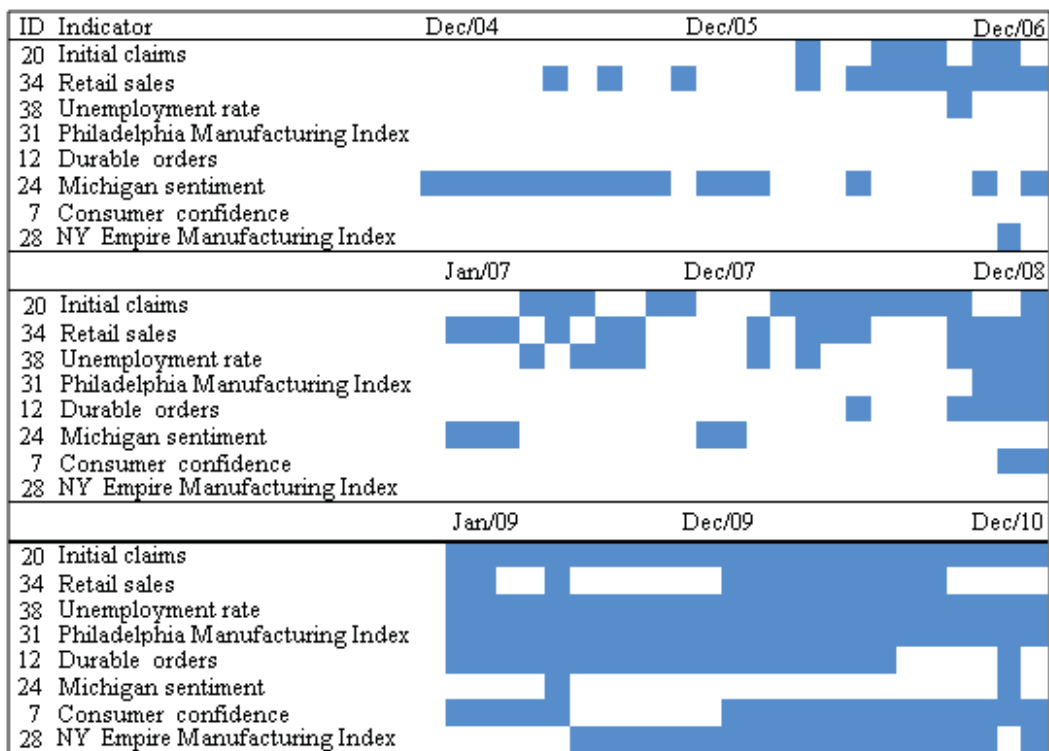 ID Indicator Dec/04 Dec/05 Dec/06
20 Initial claims
34 Retail sales
38 Unemployment rate
31 Philadelphia Manufacturing Index
12 Durable orders
24 Michigan sentiment
7 Consumer confidence
28 NY Empire Manufacturing Index
Jan/07 Dec/07 Dec/08
20 Initial claims
34 Retail sales
38 Unemployment rate
31 Philadelphia Manufacturing Index
12 Durable orders
24 Michigan sentiment
7 Consumer confidence
28 NY Empire Manufacturing Index
Jan/09 Dec/09 Dec/10
20 Initial claims
34 Retail sales
38 Unemployment rate
31 Philadelphia Manufacturing Index
12 Durable orders
24 Michigan sentiment
7 Consumer confidence
28 NY Empire Manufacturing Index